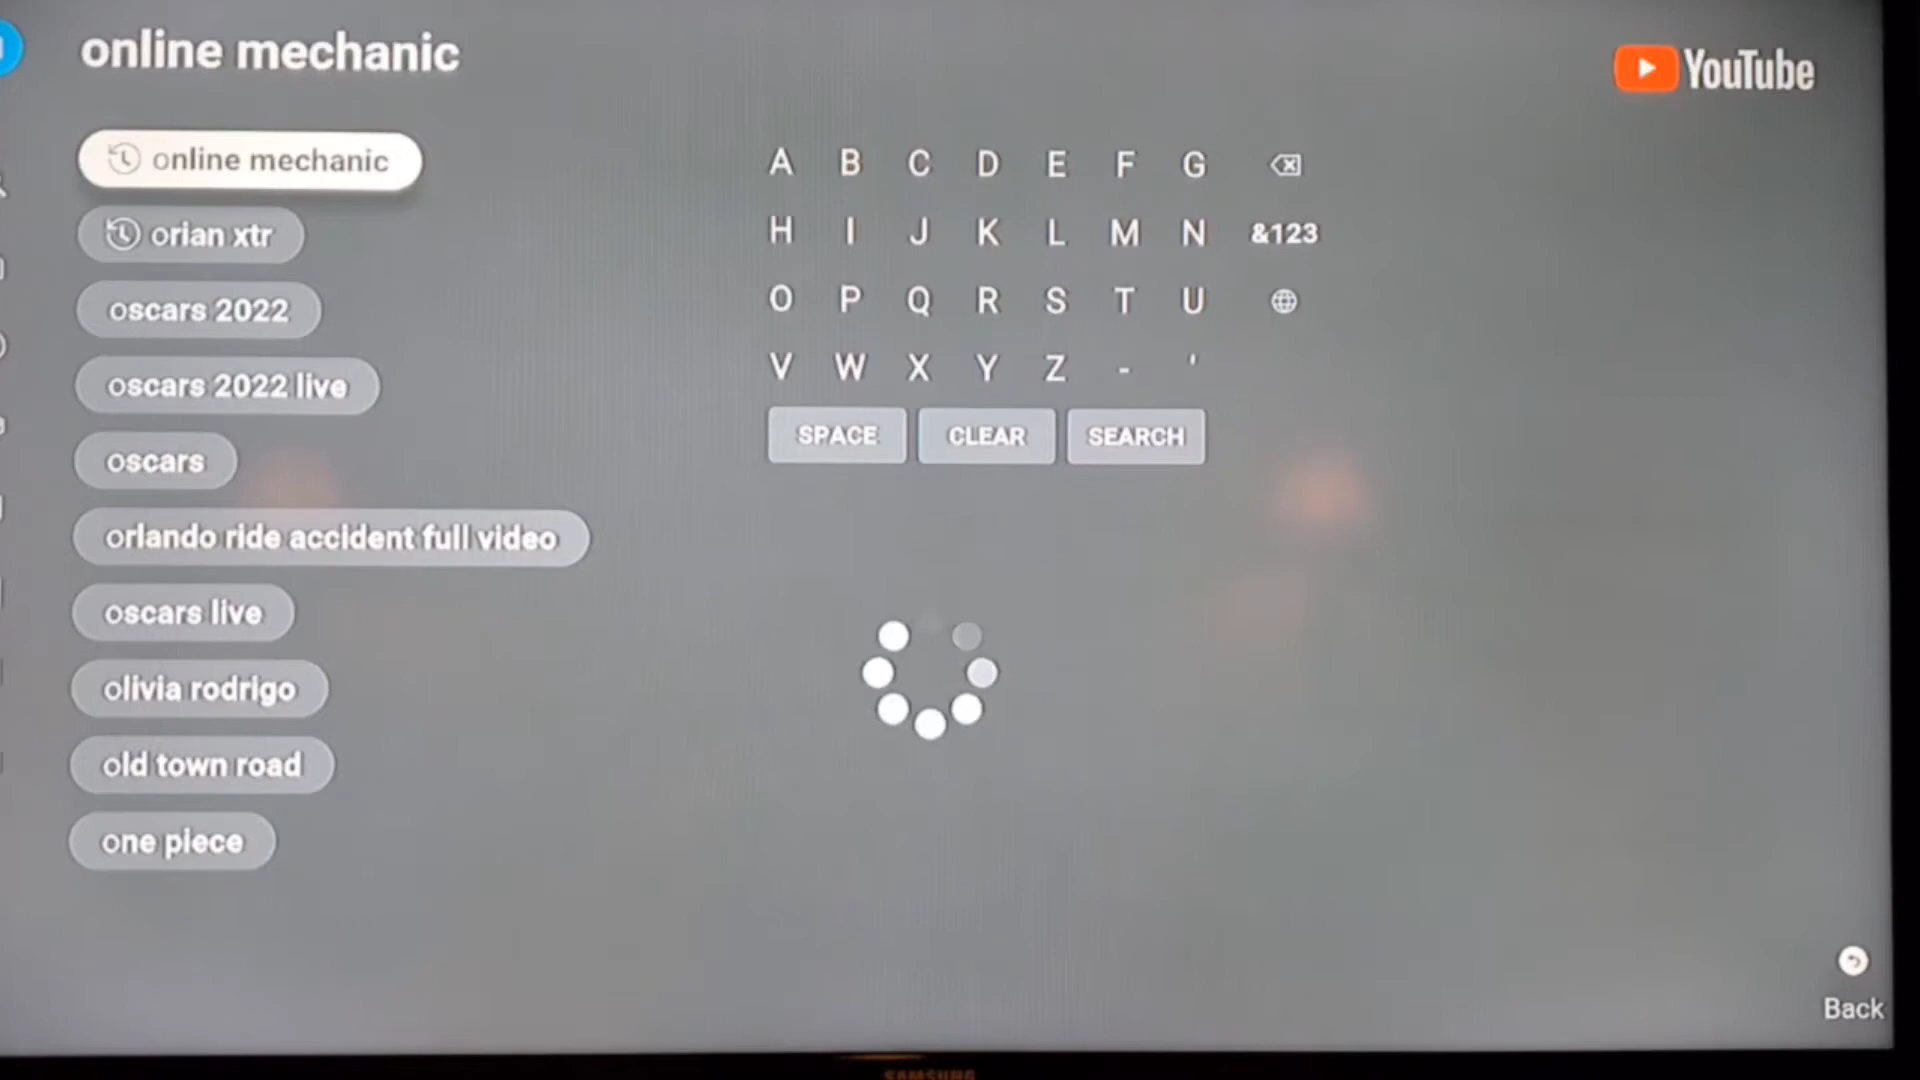 online mechanic
YouTube
online mechanic
orian xtr
oscars 2022
oscars 2022 live
oscars
orlando ride accident full video
oscars live
olivia rodrigo
old town road
one piece
A B C D E F G
H I J K L M N &123
O P Q R S T U
V W X Y Z - '
SPACE CLEAR SEARCH
Back
SAMSUNG